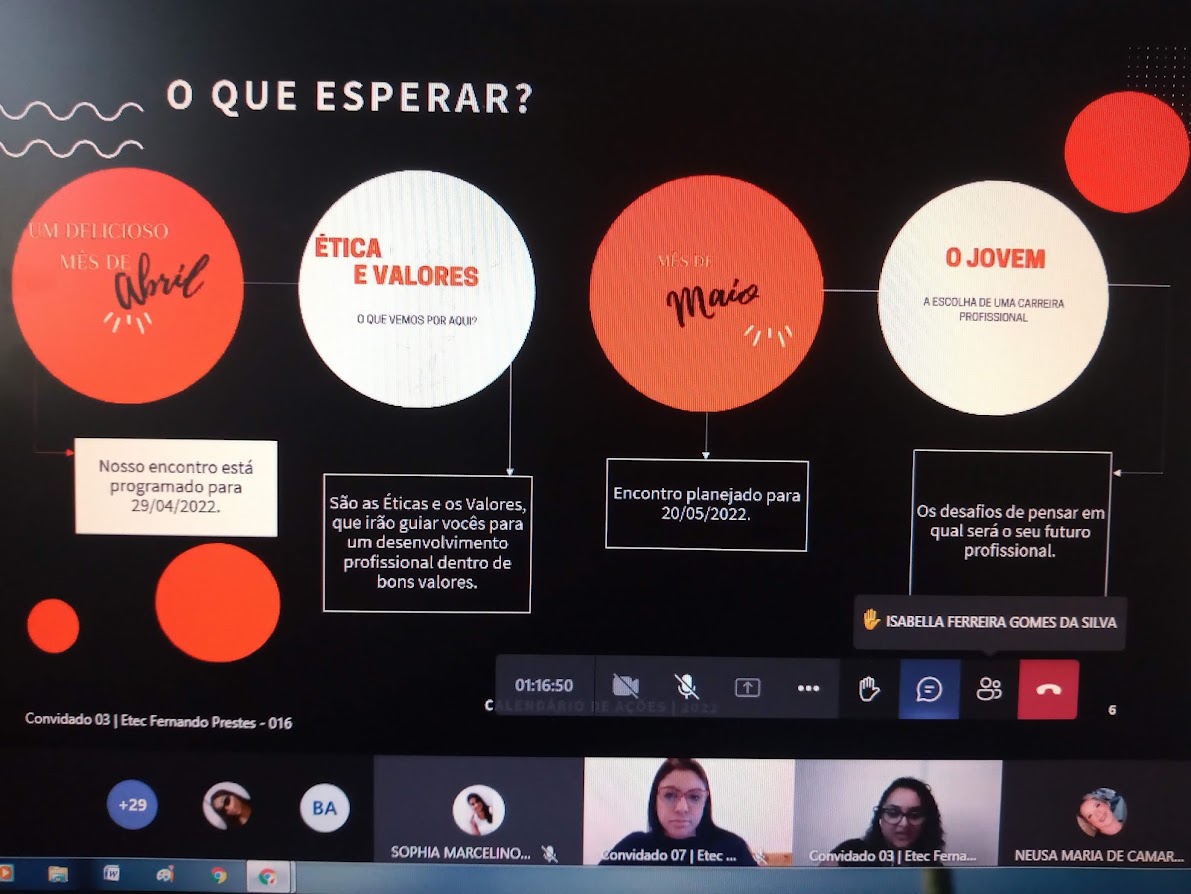 O QUE ESPERAR?
UM DELICIOSO
MÊS DE
abril
ÉTICA
E VALORES
O QUE VEMOS POR AQUI?
MÊS DE
Maio
O JOVEM
A ESCOLHA DE UMA CARREIRA
PROFISSIONAL
Nosso encontro está
programado para
29/04/2022.
São as Éticas e os Valores,
que irão guiar vocês para
um desenvolvimento
profissional dentro de
bons valores.
Encontro planejado para
20/05/2022.
Os desafios de pensar em
qual será o seu futuro
profissional.
ISABELLA FERREIRA GOMES DA SILVA
01:16:50
CALENDÁRIO DE AÇÕES | 2022
6
Convidado 03 | Etec Fernando Prestes - 016
+29
BA
SOPHIA MARCELINO...
Convidado 07 | Etec ...
Convidado 03 | Etec Ferna...
NEUSA MARIA DE CAMAR...